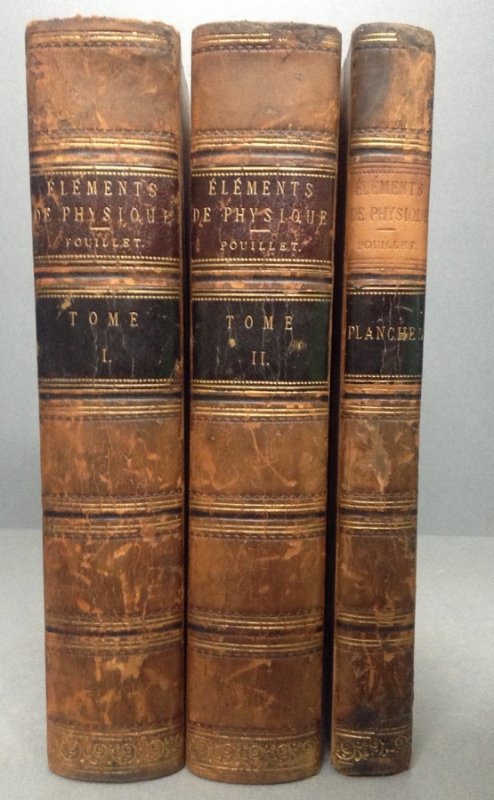 ÉLÉMENTS
DE PHYSIQUE
POUILLET.
TOME
I.
ÉLÉMENTS
DE PHYSIQUE
POUILLET.
TOME
II.
ÉLÉMENTS
DE PHYSIQUE
POUILLET.
PLANCHES